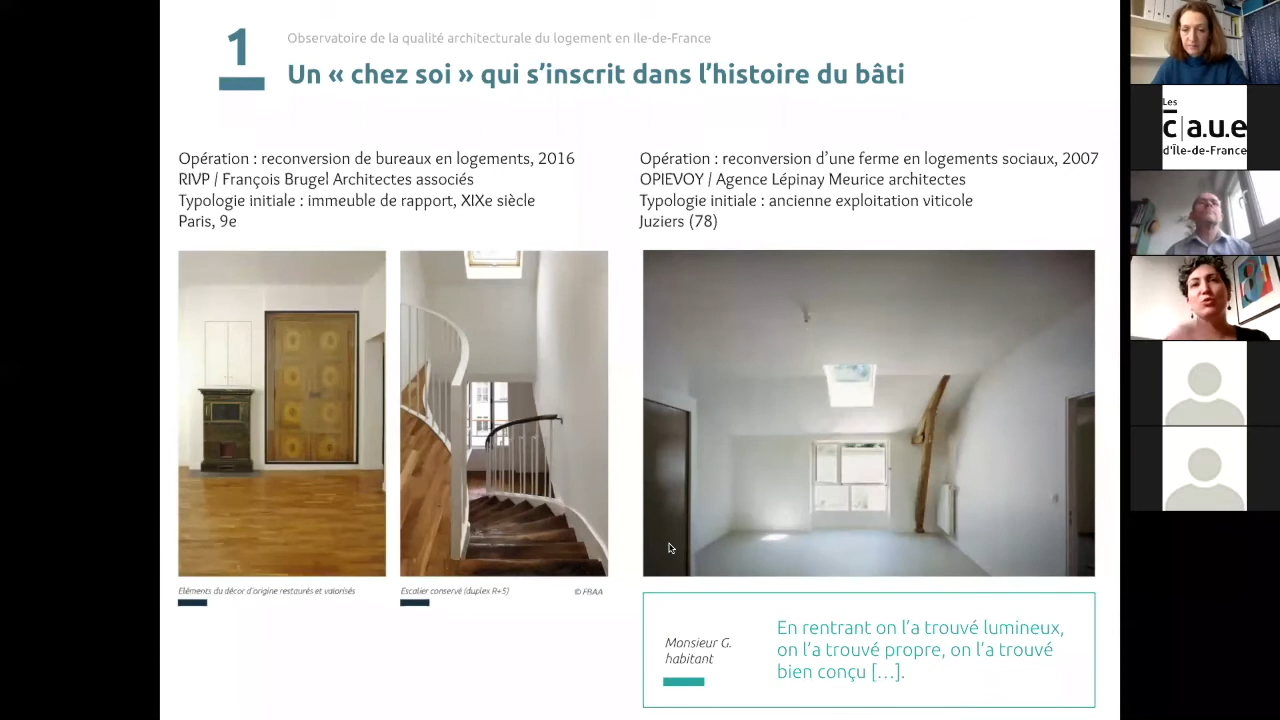 1
Observatoire de la qualité architecturale du logement en Ile-de-France
Un « chez soi » qui s’inscrit dans l’histoire du bâti
Opération : reconversion de bureaux en logements, 2016
RIVP / François Brugel Architectes associés
Typologie initiale : immeuble de rapport, XIXe siècle
Paris, 9e
Opération : reconversion d’une ferme en logements sociaux, 2007
OPIEVOY / Agence Lépinay Meurice architectes
Typologie initiale : ancienne exploitation viticole
Juziers (78)
Eléments du décor d'origine restaurés et valorisés
Escalier conservé (duplex R+5)
© FBAA
Monsieur G.
habitant
En rentrant on l’a trouvé lumineux,
on l’a trouvé propre, on l’a trouvé
bien conçu […].
Les
c|a.u.e
d'Île-de-France